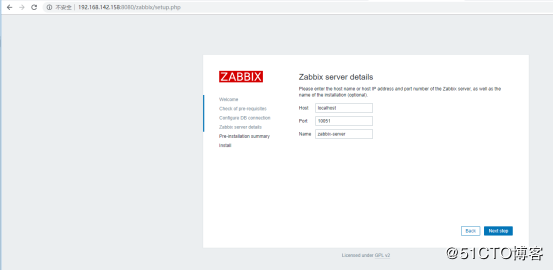 不安全 | 192.168.142.158:8080/zabbix/setup.php
ZABBIX
Zabbix server details
Please enter the host name or host IP address and port number of the Zabbix server, as well as the
name of the installation (optional).
Welcome
Check of pre-requisites
Configure DB connection
Zabbix server details
Pre-installation summary
Install
Host localhost
Port 10051
Name zabbix-server
Back Next step
Licensed under GPL v2
@51CTO博客